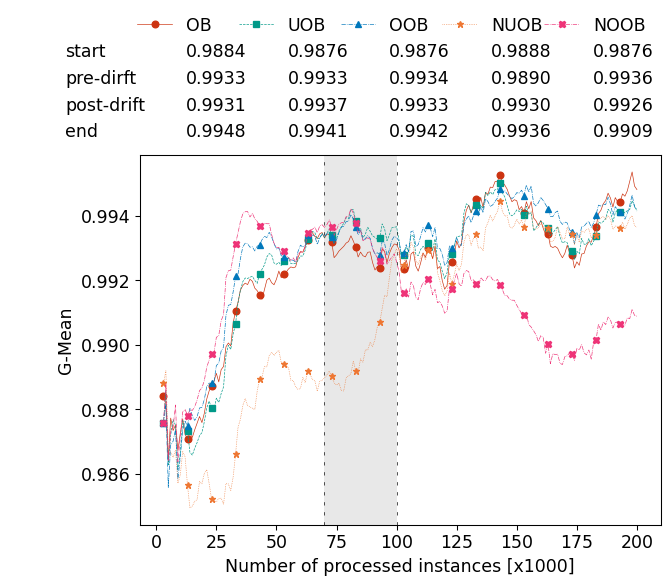 OB UOB OOB NUOB NOOB
start 0.9884 0.9876 0.9876 0.9888 0.9876
pre-dirft 0.9933 0.9933 0.9934 0.9890 0.9936
post-drift 0.9931 0.9937 0.9933 0.9930 0.9926
end 0.9948 0.9941 0.9942 0.9936 0.9909
0.994
0.992
0.990
0.988
0.986
G-Mean
0 25 50 75 100 125 150 175 200
Number of processed instances [x1000]